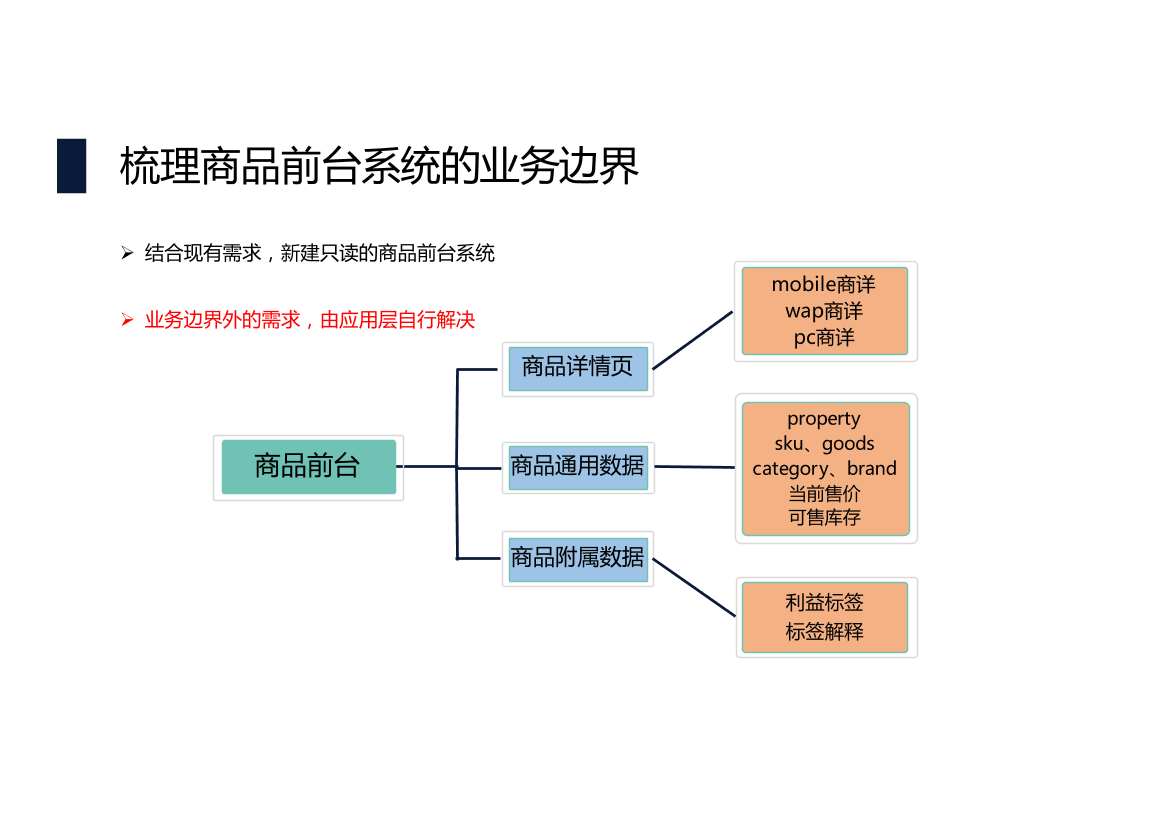 梳理商品前台系统的业务边界
结合现有需求，新建只读的商品前台系统
业务边界外的需求，由应用层自行解决
商品前台
商品详情页
mobile商详
wap商详
pc商详
商品通用数据
property
sku、goods
category、brand
当前售价
可售库存
商品附属数据
利益标签
标签解释